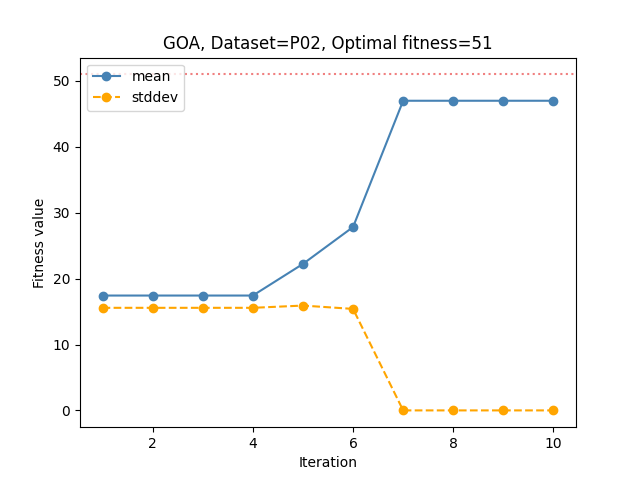 GOA, Dataset=P02, Optimal fitness=51
mean
stddev
Fitness value
50
40
30
20
10
0
2 4 6 8 10
Iteration